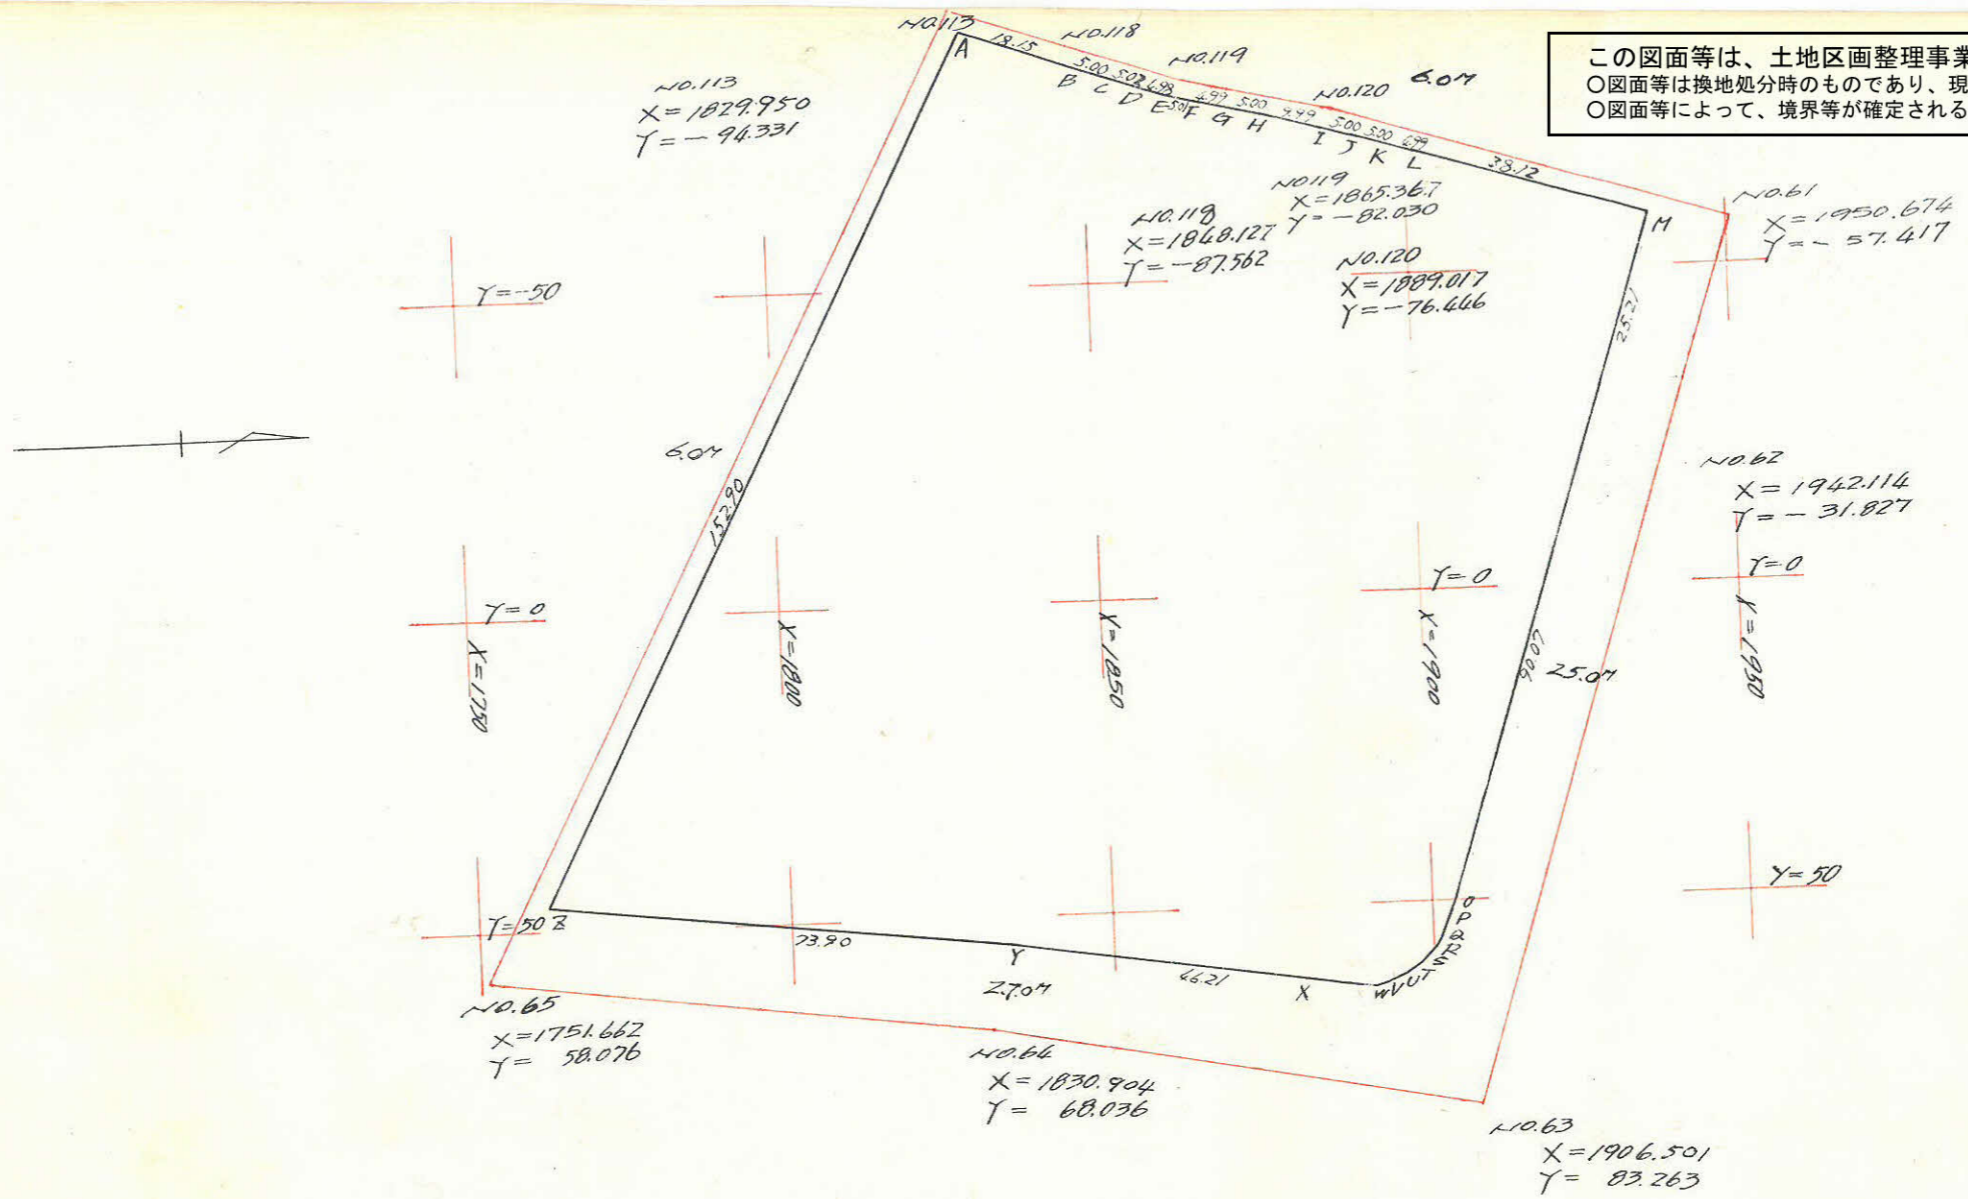 この図面等は、土地区画整理事業
○図面等は換地処分時のものであり、現
○図面等によって、境界等が確定される
NO.113
A
18.15
NO.118
NO.119
NO.120
6.0M
5.00
5.02
4.98
5.01
4.99
5.00
9.99
5.00
5.00
4.99
38.12
B
C
D
E
F
G
H
I
J
K
L
M
NO.113
X=1829.950
Y=-94.331
NO.118
X=1848.127
Y=-87.562
NO119
X=1865.367
Y=-82.030
NO.120
X=1889.017
Y=-76.446
NO.61
X=1950.674
Y=-57.417
Y=-50
25.21
6.0M
152.90
NO.62
X=1942.114
Y=-31.827
Y=0
X=1750
X=1800
X=1850
Y=0
X=1900
Y=0
X=1950
90.07
25.0M
Y=50
Z
73.90
Y
27.0M
46.21
X
W
V
U
T
S
R
Q
P
O
Y=50
NO.65
X=1751.662
Y= 58.076
NO.64
X=1830.904
Y= 68.036
NO.63
X=1906.501
Y= 83.263